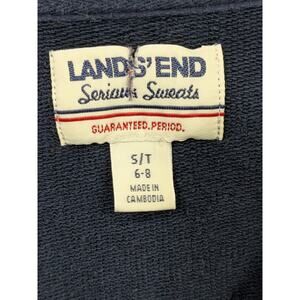 LANDS' END
Serious Sweats
GUARANTEED.PERIOD.
S/T
6-8
MADE IN
CAMBODIA